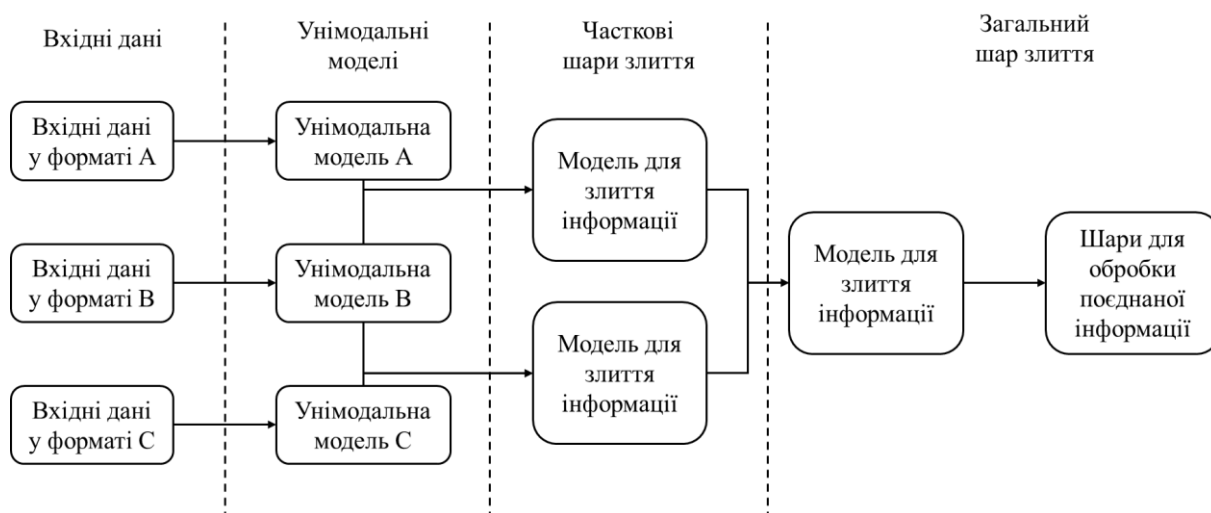 Вхідні дані
Унімодальні
моделі
Часткові
шари злиття
Загальний
шар злиття
Вхідні дані
у форматі А
Унімодальна
модель А
Модель для
злиття
інформації
Вхідні дані
у форматі В
Унімодальна
модель В
Модель для
злиття
інформації
Шари для
обробки
поєднаної
інформації
Модель для
злиття
інформації
Вхідні дані
у форматі С
Унімодальна
модель С